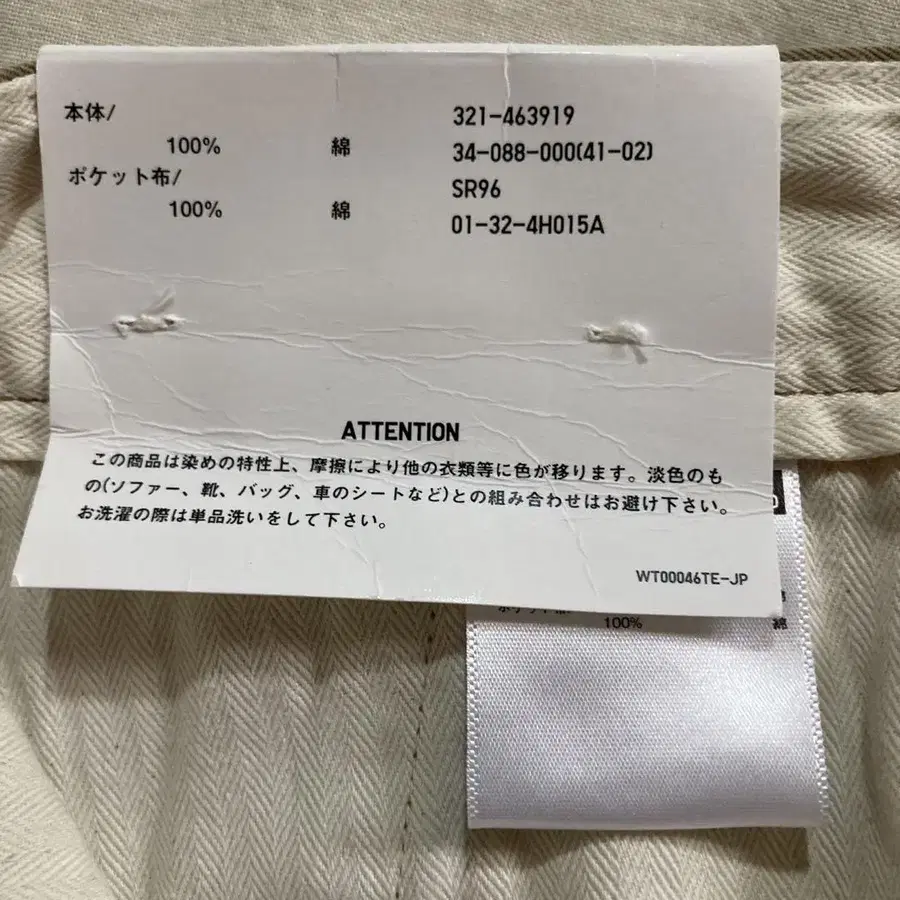 本体/
100% 綿
ポケット布/
100% 綿
321-463919
34-088-000(41-02)
SR96
01-32-4H015A
ATTENTION
この商品は染めの特性上、摩擦により他の衣類等に色が移ります。淡色のも
の(ソファー、靴、バッグ、車のシートなど)との組み合わせはお避け下さい。
お洗濯の際は単品洗いをして下さい。
WT00046TE-JP
100% 綿